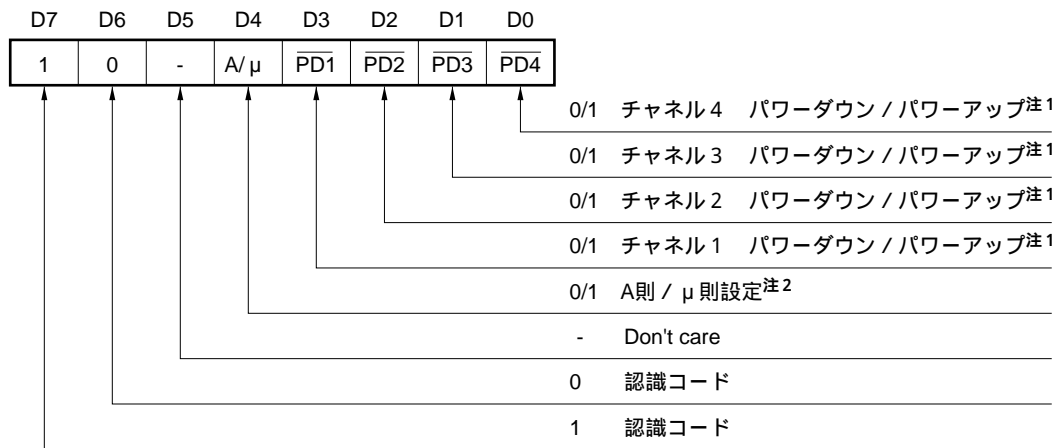 D7 D6 D5 D4 D3 D2 D1 D0
1 0 - A/μ PD1 PD2 PD3 PD4
0/1 チャネル4 パワーダウン/パワーアップ注1
0/1 チャネル3 パワーダウン/パワーアップ注1
0/1 チャネル2 パワーダウン/パワーアップ注1
0/1 チャネル1 パワーダウン/パワーアップ注1
0/1 A則/μ則設定注2
- Don't care
0 認識コード
1 認識コード